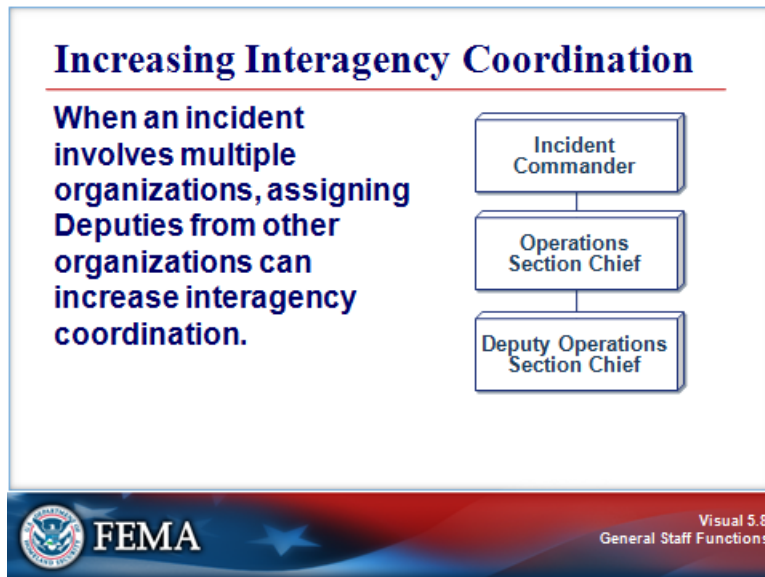 Increasing Interagency Coordination
When an incident
involves multiple
organizations, assigning
Deputies from other
organizations can
increase interagency
coordination.
Incident
Commander
Operations
Section Chief
Deputy Operations
Section Chief
FEMA
Visual 5.8
General Staff Functions